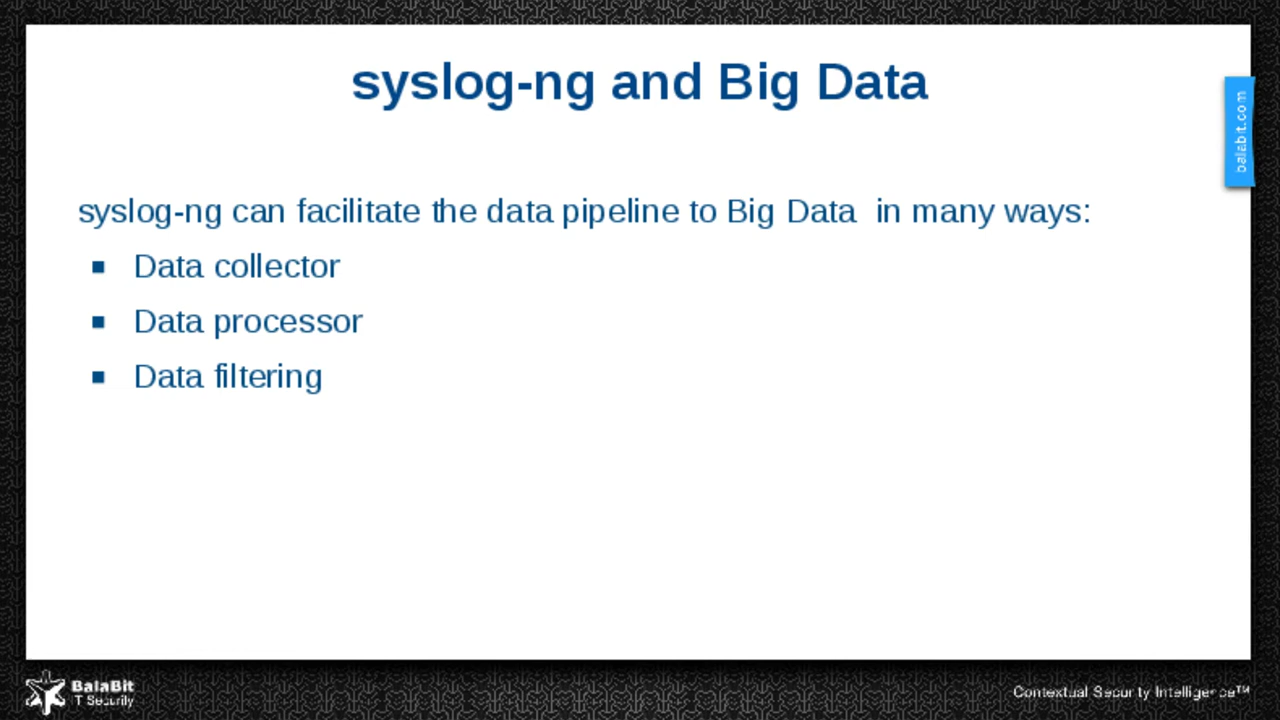 syslog-ng and Big Data
balabit.com
syslog-ng can facilitate the data pipeline to Big Data  in many ways:
▪ Data collector
▪ Data processor
▪ Data filtering
BalaBit
IT Security
Contextual Security Intelligence™